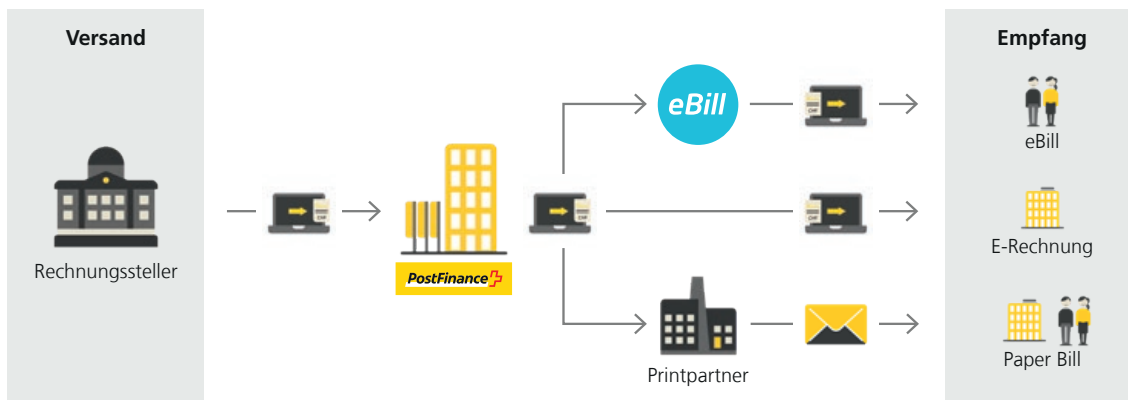 Versand
Empfang
eBill
eBill
Rechnungssteller
PostFinance
E-Rechnung
Printpartner
Paper Bill